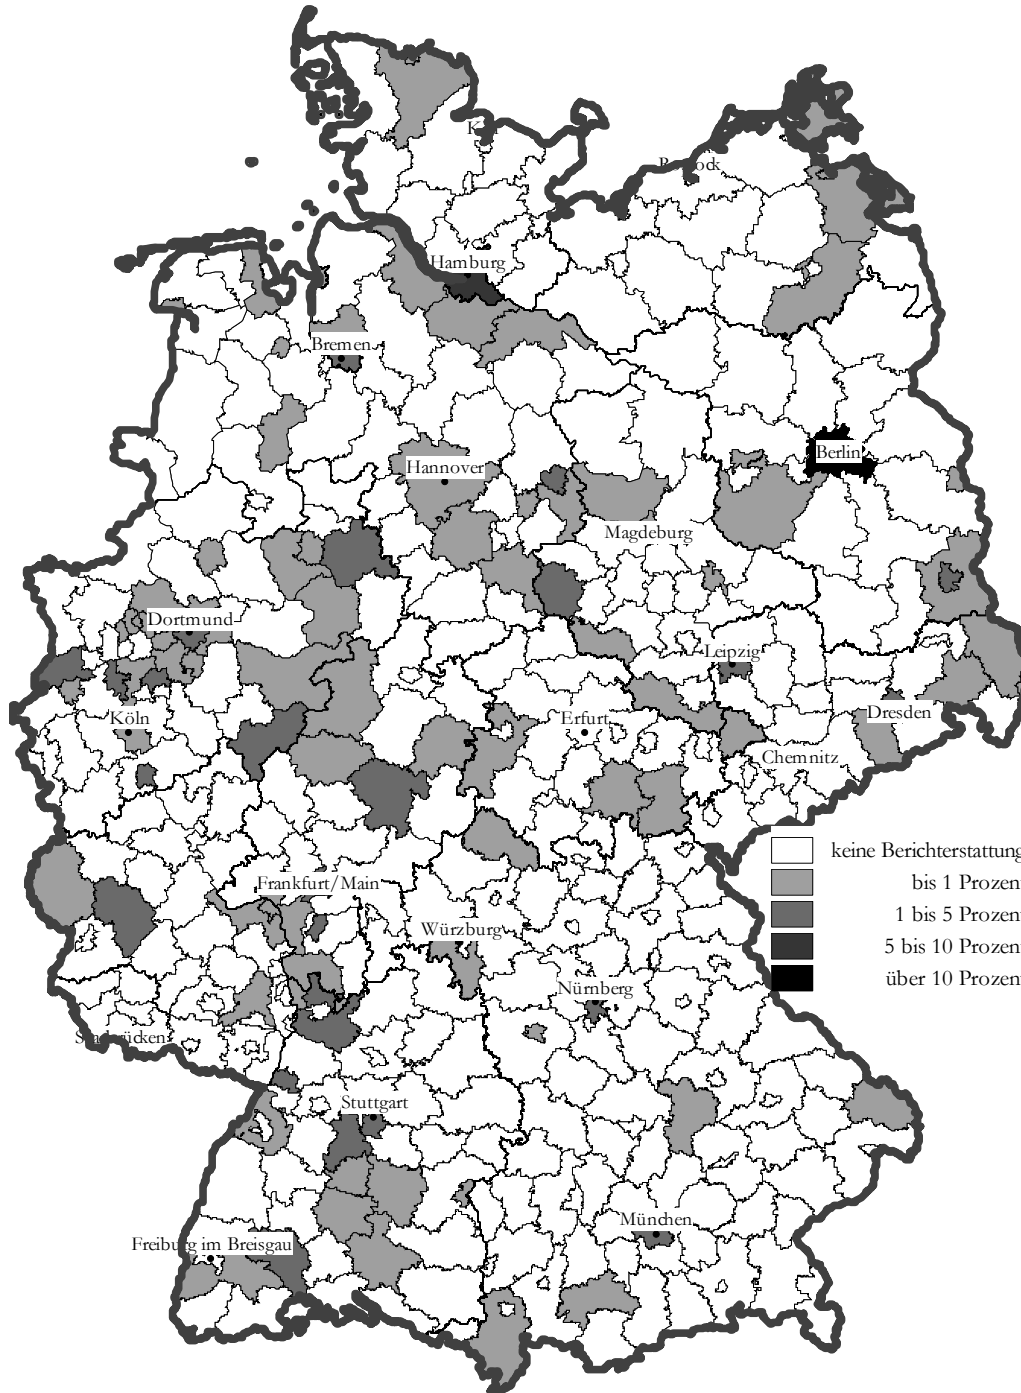 Hamburg
Bremen
Hannover
Berlin
Magdeburg
Dortmund
Leipzig
Köln
Erfurt
Dresden
Chemnitz
keine Berichterstattung
bis 1 Prozent
1 bis 5 Prozent
5 bis 10 Prozent
über 10 Prozent
Frankfurt/Main
Würzburg
Nürnberg
Stuttgart
München
Freiburg im Breisgau